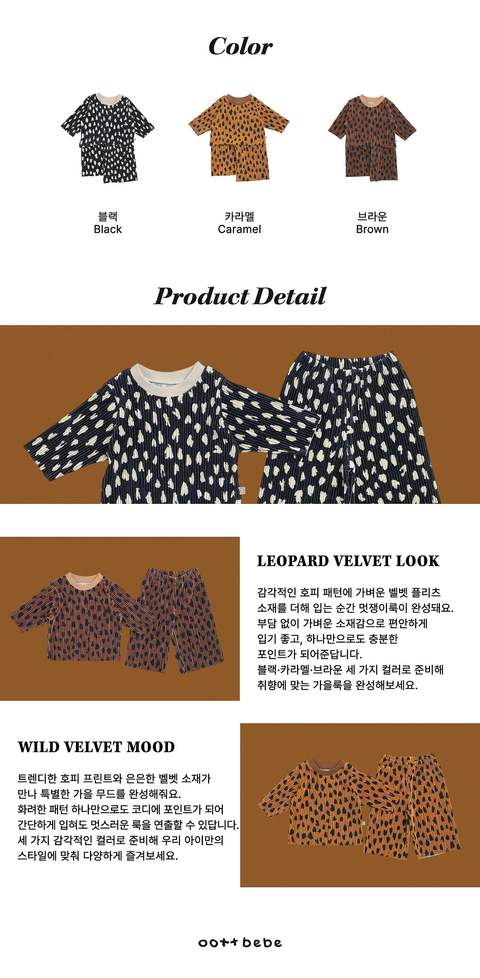 Color
블랙
Black
카라멜
Caramel
브라운
Brown
Product Detail
LEOPARD VELVET LOOK
감각적인 호피 패턴에 가벼운 벨벳 플리츠
소재를 더해 입는 순간 멋쟁이룩이 완성돼요.
부담 없이 가벼운 소재감으로 편안하게
입기 좋고, 하나만으로도 충분한
포인트가 되어준답니다.
블랙·카라멜·브라운 세 가지 컬러로 준비해
취향에 맞는 가을룩을 완성해보세요.
WILD VELVET MOOD
트렌디한 호피 프린트와 은은한 벨벳 소재가
만나 특별한 가을 무드를 완성해줘요.
화려한 패턴 하나만으로도 코디에 포인트가 되어
간단하게 입혀도 멋스러운 룩을 연출할 수 있답니다.
세 가지 감각적인 컬러로 준비해 우리 아이만의
스타일에 맞춰 다양하게 즐겨보세요.
oott bebe